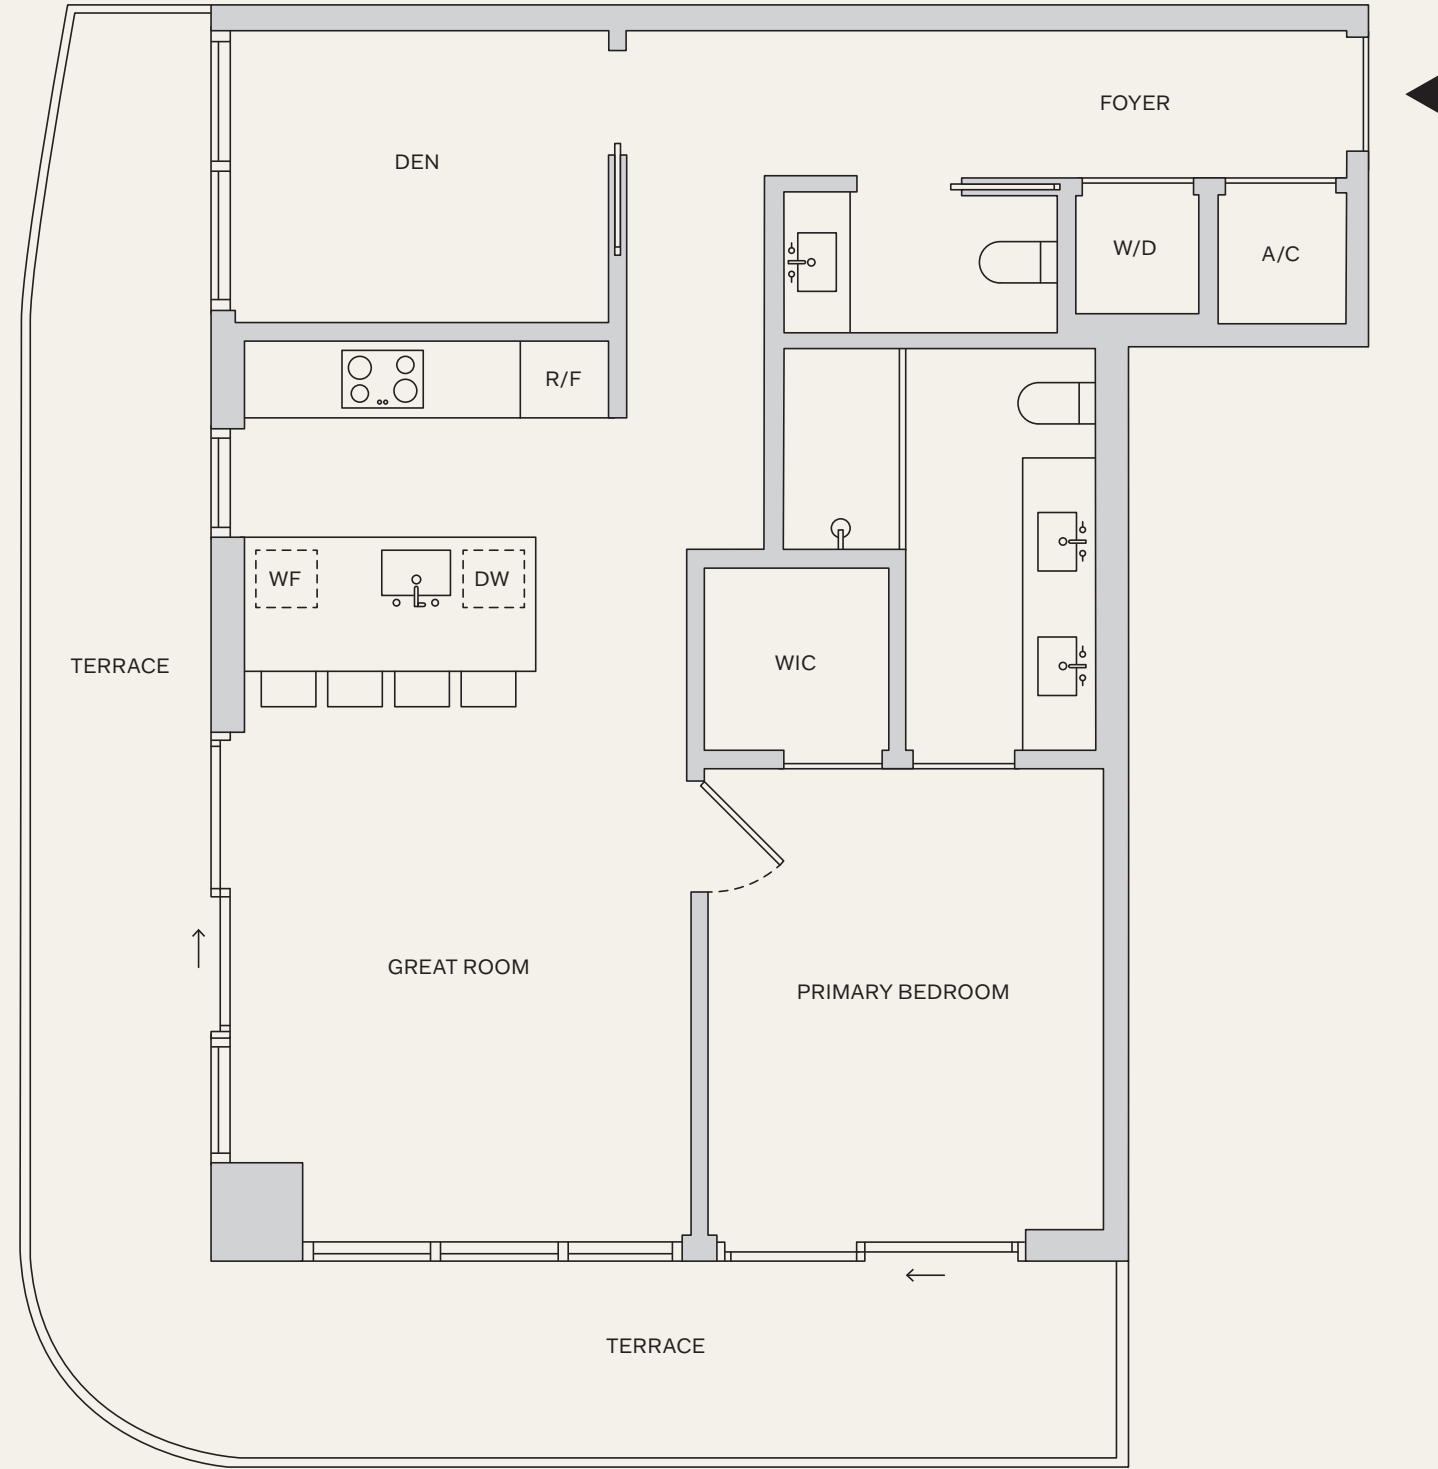 FOYER
DEN
W/D
A/C
R/F
WF
DW
TERRACE
WIC
GREAT ROOM
PRIMARY BEDROOM
TERRACE